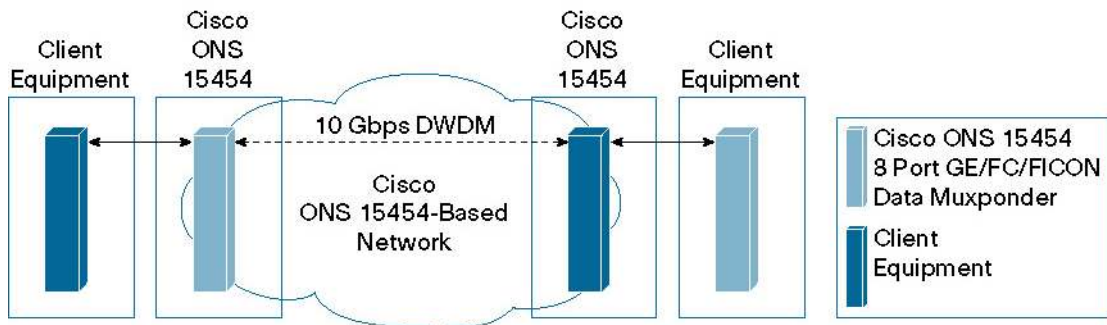 Client
Equipment
Cisco
ONS
15454
Cisco
ONS
15454
Client
Equipment
10 Gbps DWDM
Cisco
ONS 15454-Based
Network
Cisco ONS 15454
8 Port GE/FC/FICON
Data Muxponder
Client
Equipment